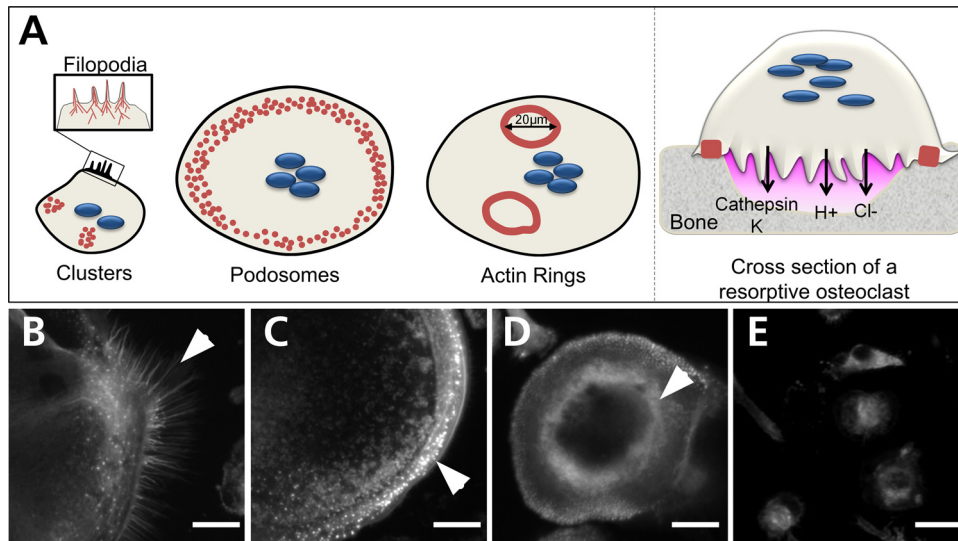 A
Filopodia
20µm
Cathepsin
K
H+
Cl-
Bone
Clusters
Podosomes
Actin Rings
Cross section of a
resorptive osteoclast
B
C
D
E